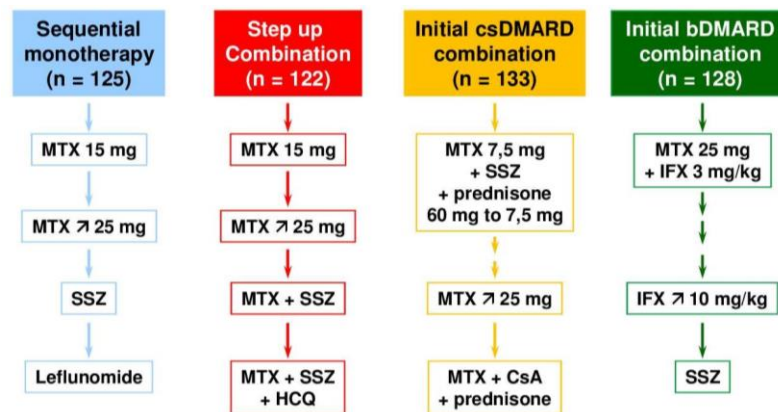 Sequential
monotherapy
(n = 125)
MTX 15 mg
MTX ↗ 25 mg
SSZ
Leflunomide
Step up
Combination
(n = 122)
MTX 15 mg
MTX ↗ 25 mg
MTX + SSZ
MTX + SSZ
+ HCQ
Initial csDMARD
combination
(n = 133)
MTX 7,5 mg
+ SSZ
+ prednisone
60 mg to 7,5 mg
MTX ↗ 25 mg
MTX + CsA
+ prednisone
Initial bDMARD
combination
(n = 128)
MTX 25 mg
+ IFX 3 mg/kg
IFX ↗ 10 mg/kg
SSZ